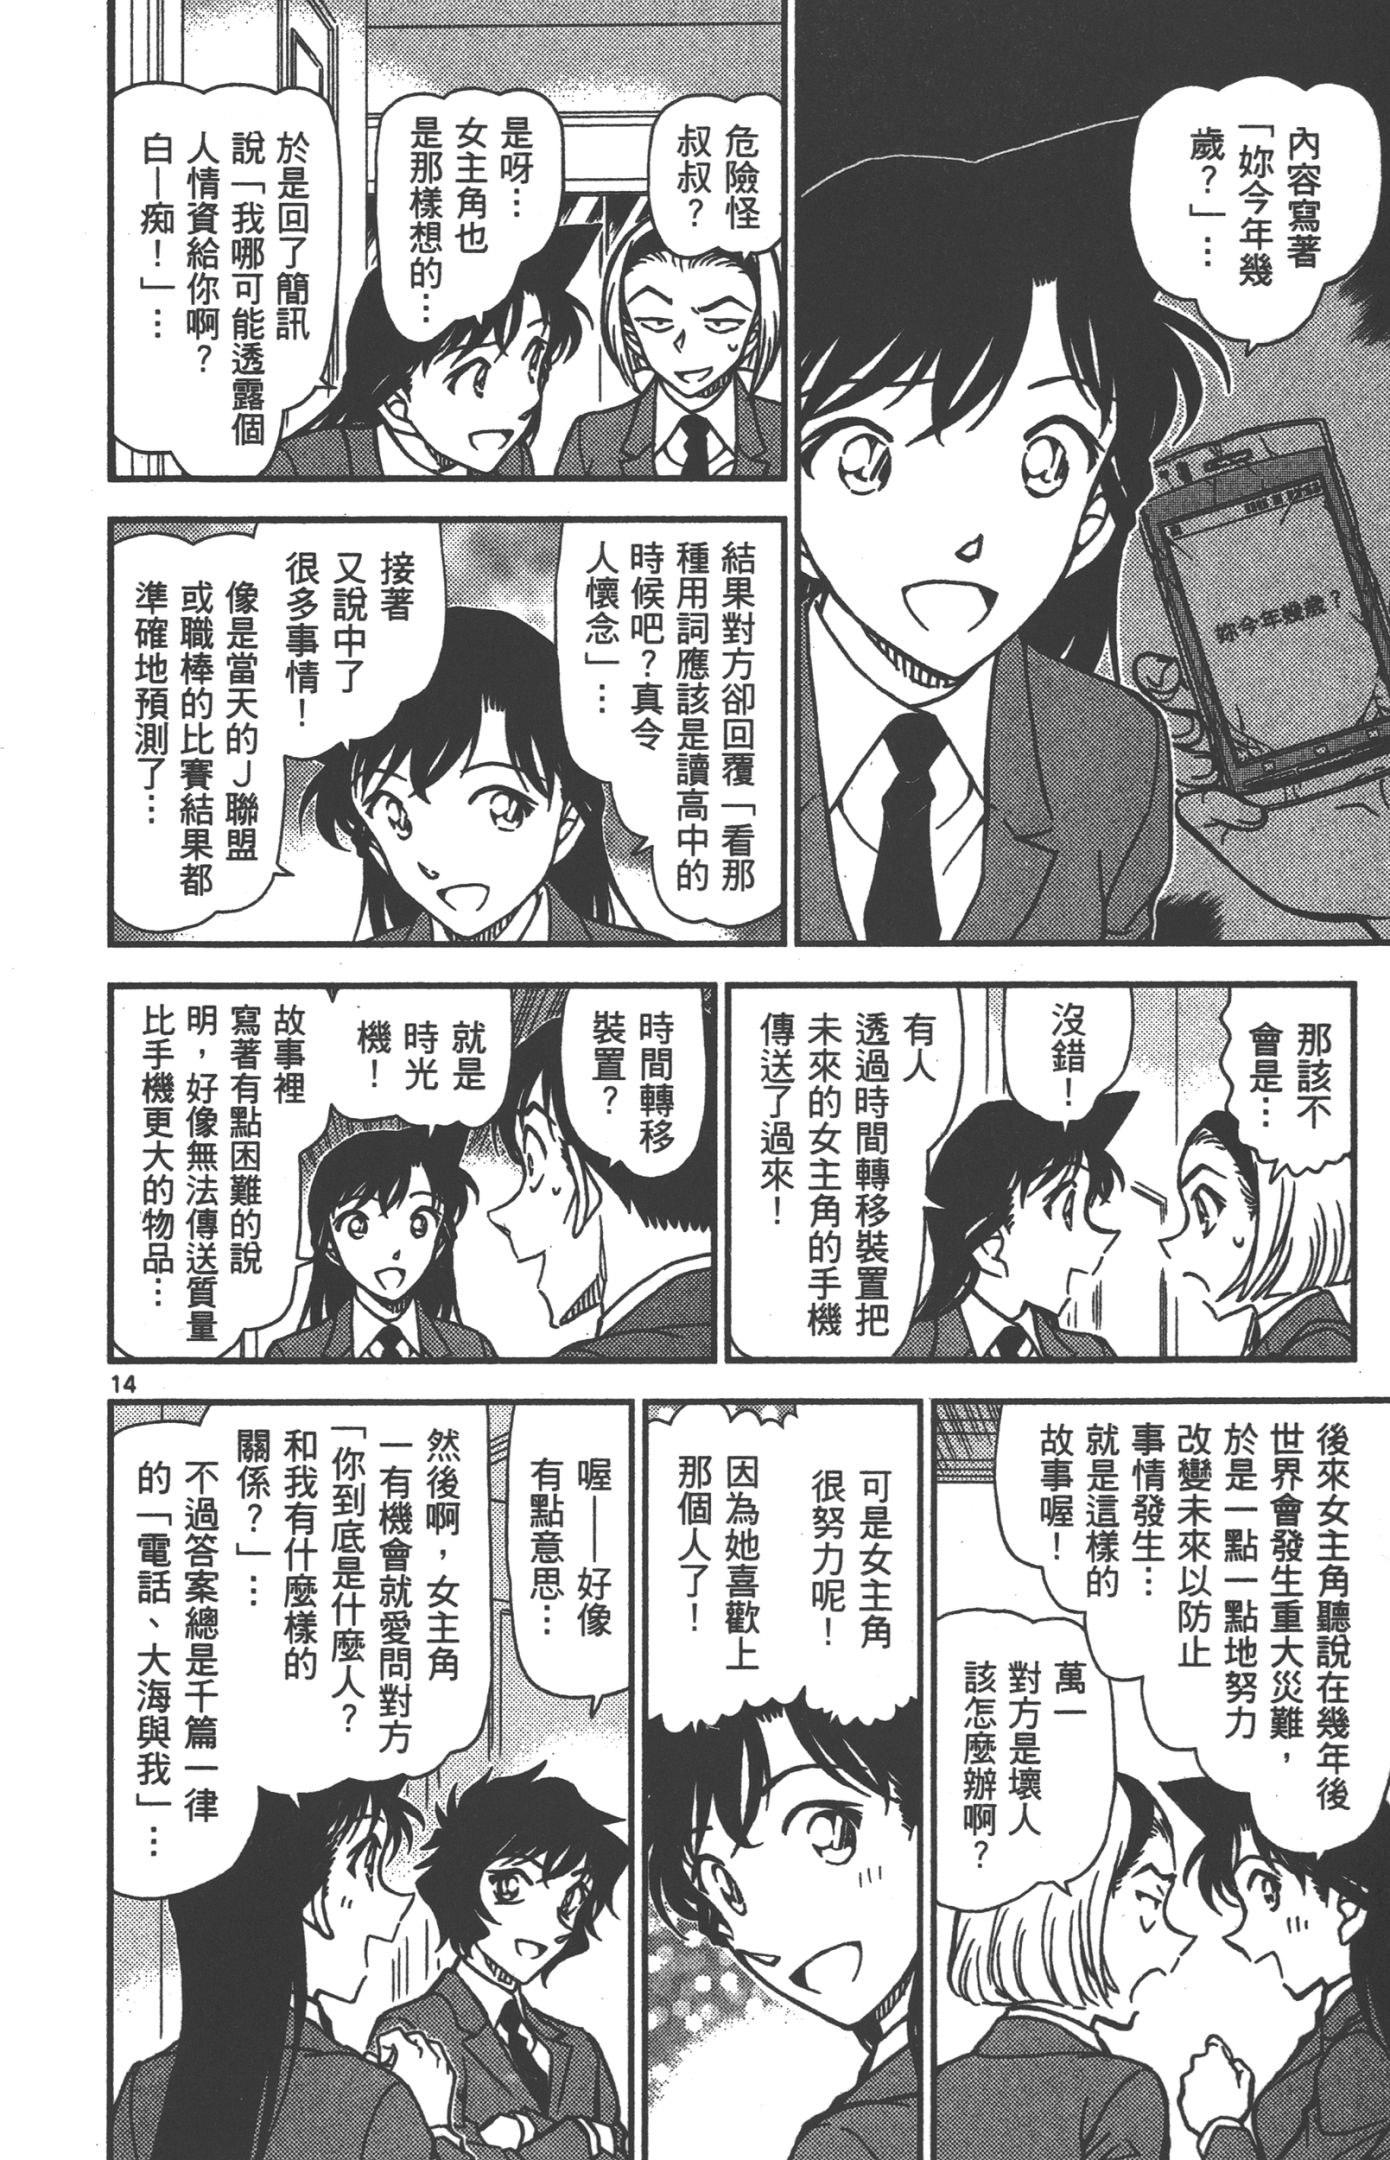 內容寫著
「妳今年幾
歲？」…
妳今年幾歲？
危險怪
叔叔？
是呀…
女主角也
是那樣想的…
於是回了簡訊
說「我哪可能透露個
人情資給你啊？
白—痴！」…
結果對方卻回覆「看那
種用詞應該是讀高中的
時候吧？真令
人懷念」…
接著
又說中了
很多事情！
像是當天的Ｊ聯盟
或職棒的比賽結果都
準確地預測了…
那該不
會是…
沒錯！
有人
透過時間轉移裝置把
未來的女主角的手機
傳送了過來！
時間轉移
裝置？
就是
時光
機！
故事裡
寫著有點困難的說
明，好像無法傳送質量
比手機更大的物品…
14
後來女主角聽說在幾年後
世界會發生重大災難，
於是一點一點地努力
改變未來以防止
事情發生…
就是這樣的
故事喔！
萬一
對方是壞人
該怎麼辦啊？
可是女主角
很努力呢！
因為她喜歡上
那個人了！
喔——好像
有點意思…
然後啊，女主角
一有機會就愛問對方
「你到底是什麼人？
和我有什麼樣的
關係？」…
不過答案總是千篇一律
的「電話、大海與我」…